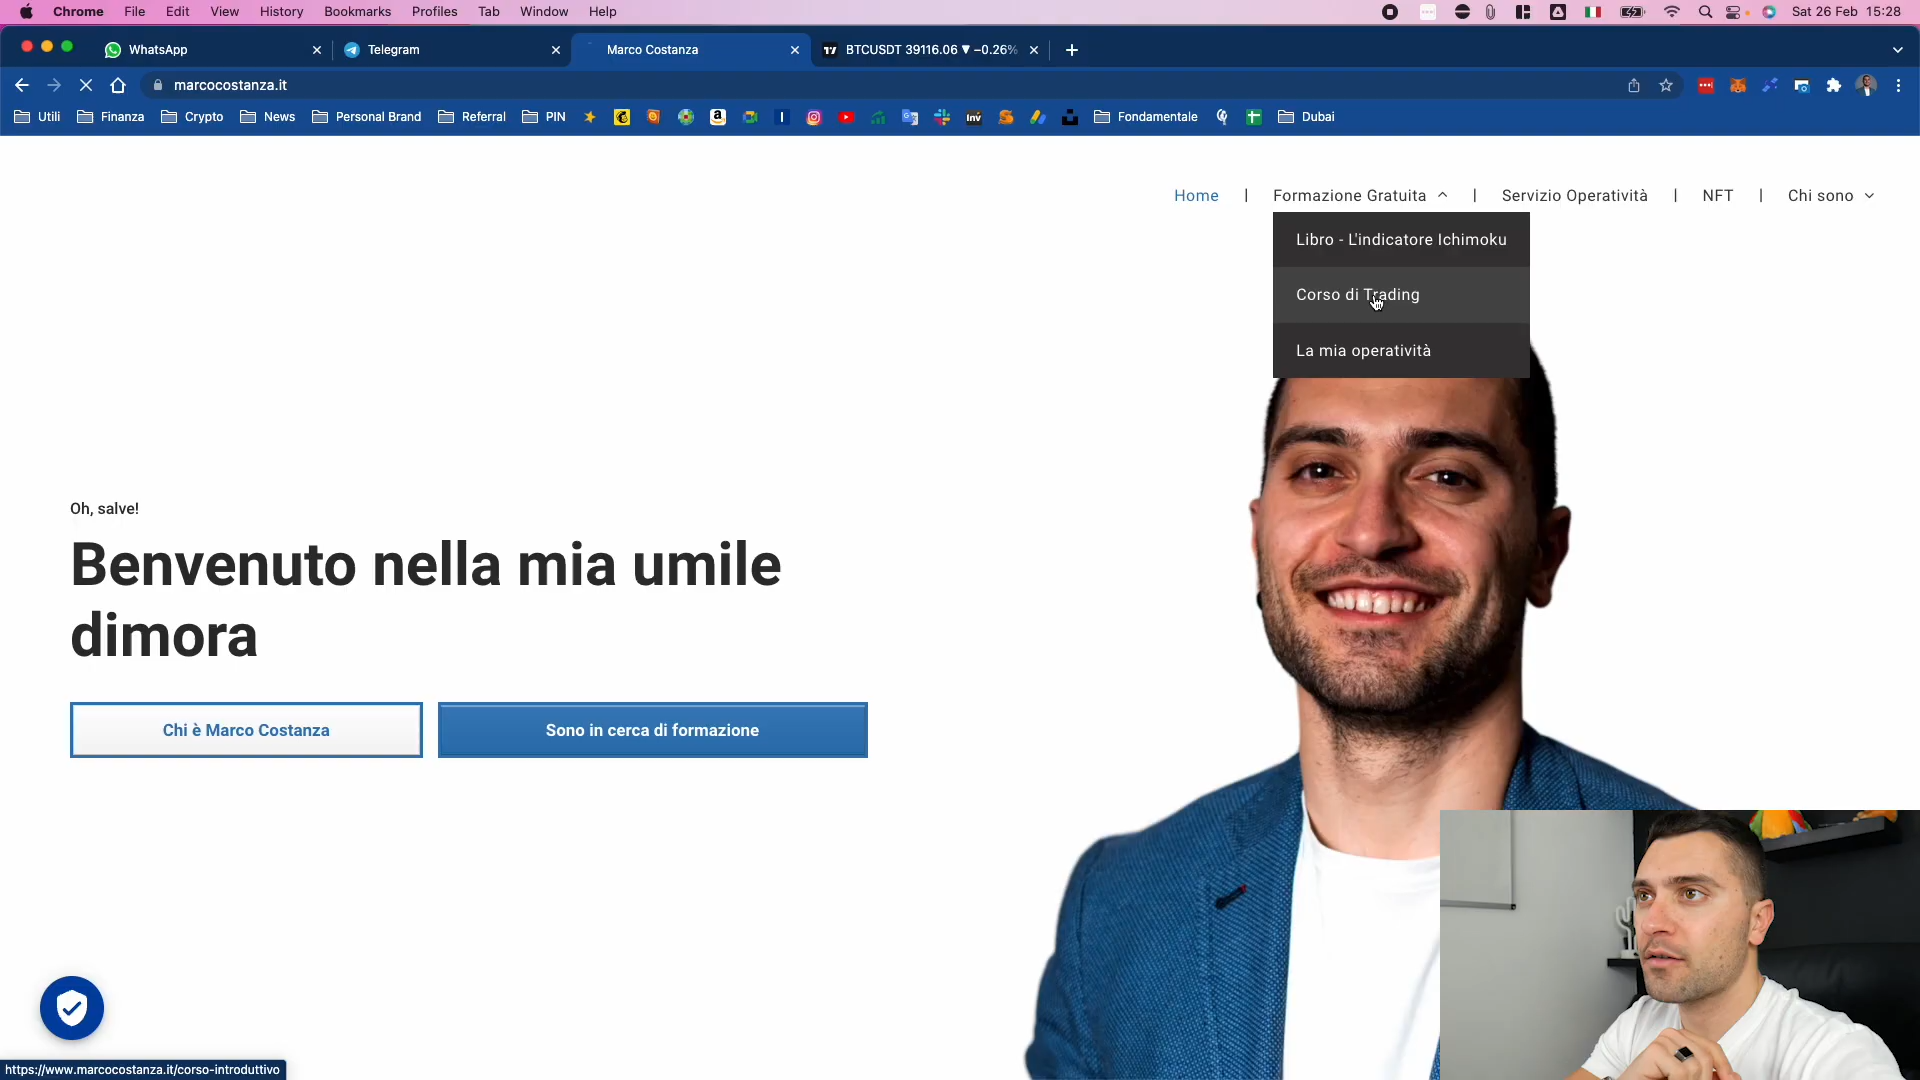 Chrome File Edit View History Bookmarks Profiles Tab Window Help Sat 26 Feb 15:28
WhatsApp Telegram Marco Costanza BTCUSDT 39116.06 ▼ −0.26%
marcocostanza.it
Utili Finanza Crypto News Personal Brand Referral PIN Inv Fondamentale Dubai
Home | Formazione Gratuita | Servizio Operatività | NFT | Chi sono
Libro - L'indicatore Ichimoku
Corso di Trading
La mia operatività
Oh, salve!
Benvenuto nella mia umile
dimora
Chi è Marco Costanza Sono in cerca di formazione
https://www.marcocostanza.it/corso-introduttivo